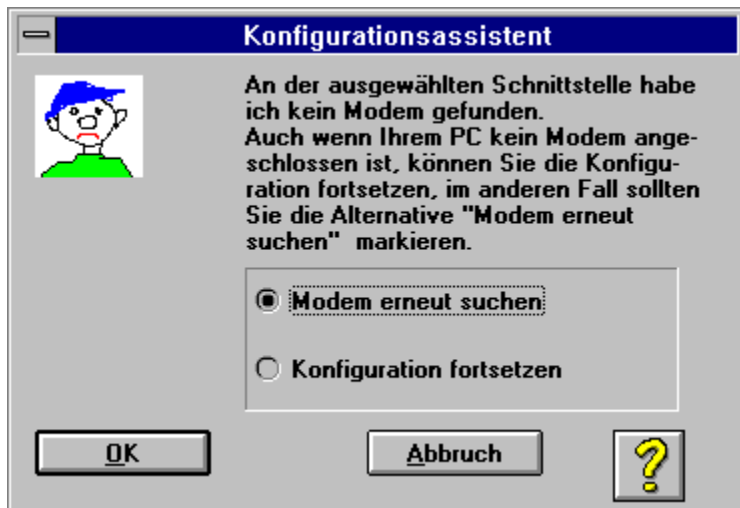 Konfigurationsassistent
An der ausgewählten Schnittstelle habe
ich kein Modem gefunden.
Auch wenn Ihrem PC kein Modem ange-
schlossen ist, können Sie die Konfigu-
ration fortsetzen, im anderen Fall sollten
Sie die Alternative "Modem erneut
suchen"  markieren.
Modem erneut suchen
Konfiguration fortsetzen
OK
Abbruch
?